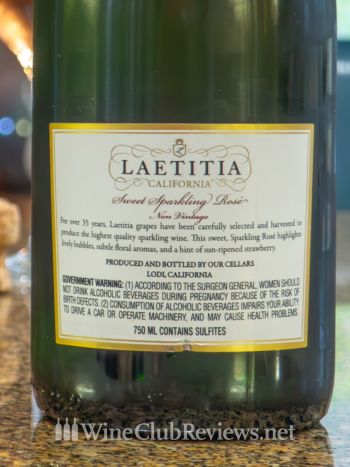 LAETITIA
CALIFORNIA
Sweet Sparkling Rosé
Non Vintage
For over 35 years, Laetitia grapes have been carefully selected and harvested to
produce the highest quality sparkling wine. This sweet, Sparkling Rosé highlights
lively bubbles, subtle floral aromas, and a hint of sun-ripened strawberry.
PRODUCED AND BOTTLED BY OUR CELLARS
LODI, CALIFORNIA
GOVERNMENT WARNING: (1) ACCORDING TO THE SURGEON GENERAL, WOMEN SHOULD
NOT DRINK ALCOHOLIC BEVERAGES DURING PREGNANCY BECAUSE OF THE RISK OF
BIRTH DEFECTS. (2) CONSUMPTION OF ALCOHOLIC BEVERAGES IMPAIRS YOUR ABILITY
TO DRIVE A CAR OR OPERATE MACHINERY, AND MAY CAUSE HEALTH PROBLEMS.
750 ML CONTAINS SULFITES
WineClubReviews.net